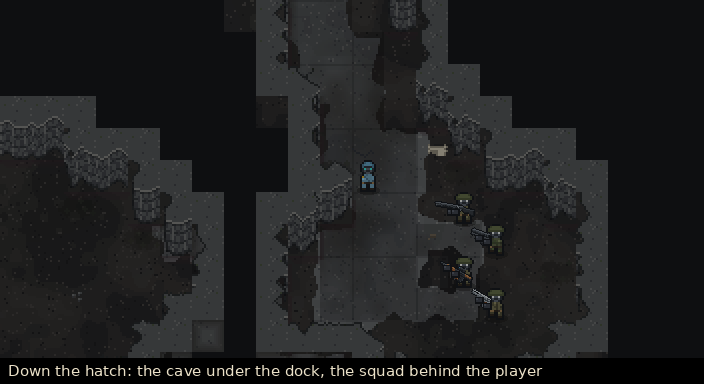 Down the hatch: the cave under the dock, the squad behind the player